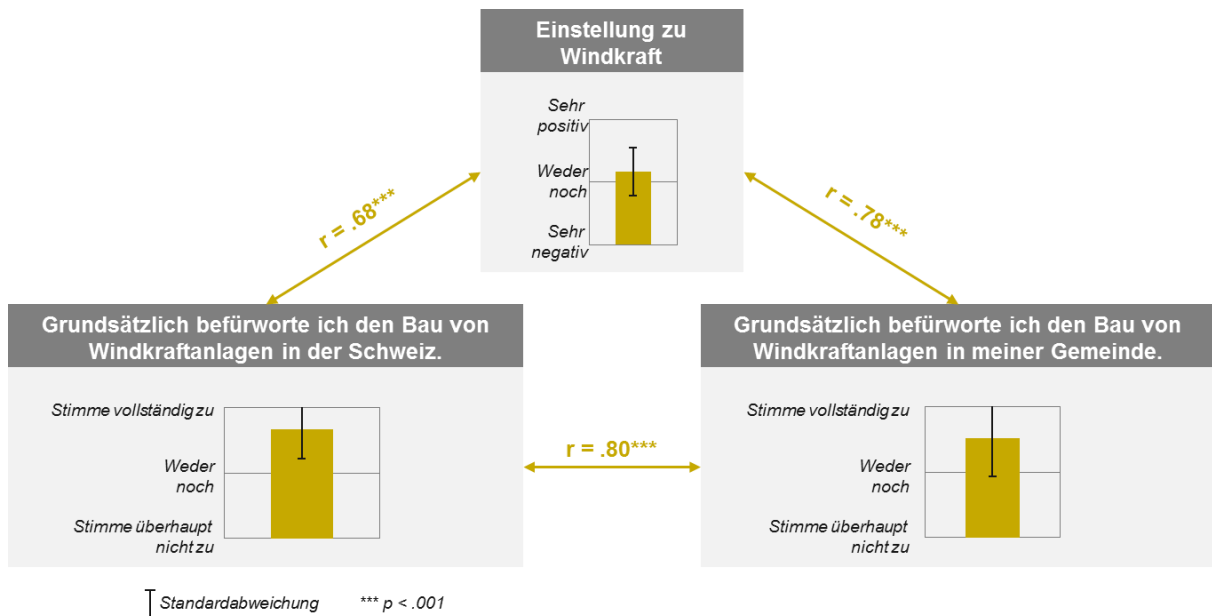 Einstellung zu
Windkraft
Sehr
positiv
Weder
noch
Sehr
negativ
r = .68***
r = .78***
Grundsätzlich befürworte ich den Bau von
Windkraftanlagen in der Schweiz.
Stimme vollständig zu
Weder
noch
Stimme überhaupt
nicht zu
r = .80***
Grundsätzlich befürworte ich den Bau von
Windkraftanlagen in meiner Gemeinde.
Stimme vollständig zu
Weder
noch
Stimme überhaupt
nicht zu
Standardabweichung *** p < .001